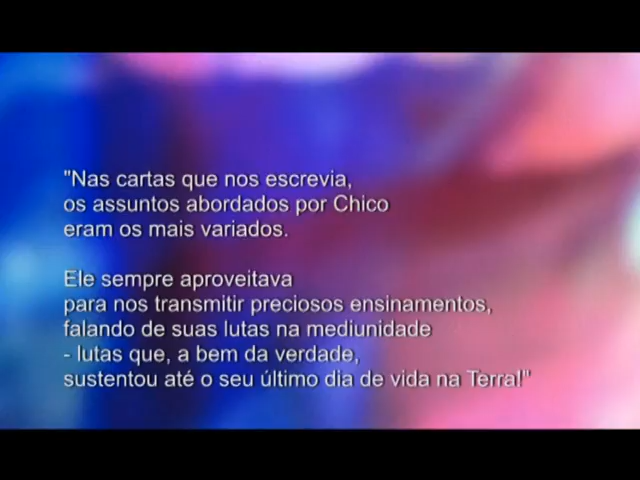 "Nas cartas que nos escrevia,
os assuntos abordados por Chico
eram os mais variados.
Ele sempre aproveitava
para nos transmitir preciosos ensinamentos,
falando de suas lutas na mediunidade
- lutas que, a bem da verdade,
sustentou até o seu último dia de vida na Terra!"